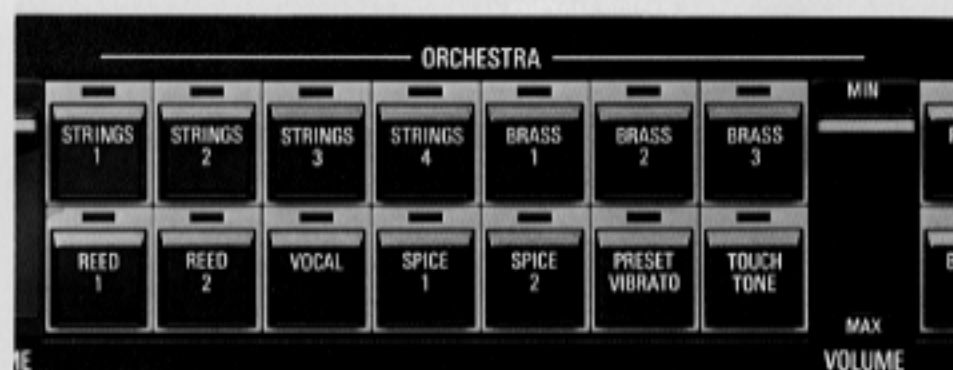 ORCHESTRA
MIN
STRINGS STRINGS STRINGS STRINGS BRASS BRASS BRASS
1 2 3 4 1 2 3
REED REED VOCAL SPICE SPICE PRESET TOUCH
1 2 1 2 VIBRATO TONE
MAX
VOLUME